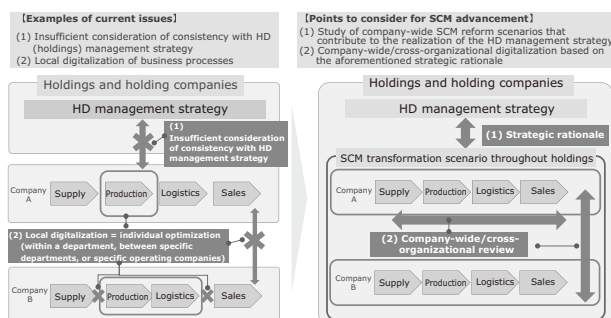 【Examples of current issues】
(1) Insufficient consideration of consistency with HD
(holdings) management strategy
(2) Local digitalization of business processes
Holdings and holding companies
HD management strategy
(1)
Insufficient consideration
of consistency with HD
management strategy
Company
A
Supply
Production
Logistics
Sales
(2) Local digitalization = individual optimization
(within a department, between specific
departments, or specific operating companies)
Company
B
Supply
Production
Logistics
Sales
【Points to consider for SCM advancement】
(1) Study of company-wide SCM reform scenarios that
contribute to the realization of the HD management strategy
(2) Company-wide/cross-organizational digitalization based on
the aforementioned strategic rationale
Holdings and holding companies
HD management strategy
(1) Strategic rationale
SCM transformation scenario throughout holdings
Company
A
Supply
Production
Logistics
Sales
(2) Company-wide/cross-
organizational review
Company
B
Supply
Production
Logistics
Sales